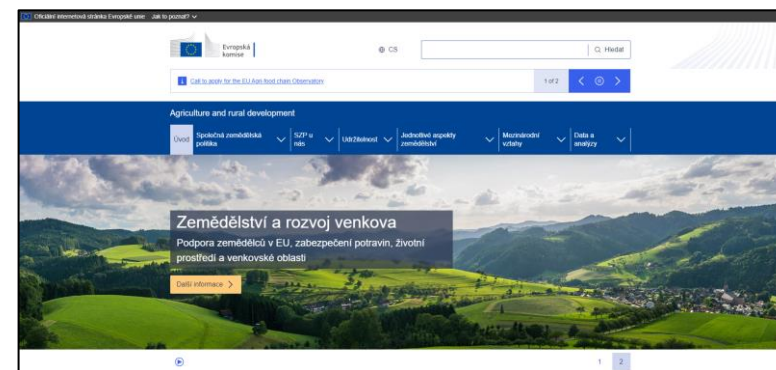 Oficiální internetová stránka Evropské unie Jak to poznat?
Evropská
komise
CS
Hledat
Call to apply for the EU Agri-food chain Observatory
1 of 2
Agriculture and rural development
Úvod
Společná zemědělská
politika
SZP u
nás
Udržitelnost
Jednotlivé aspekty
zemědělství
Mezinárodní
vztahy
Data a
analýzy
Zemědělství a rozvoj venkova
Podpora zemědělců v EU, zabezpečení potravin, životní
prostředí a venkovské oblasti
Další informace
1 2